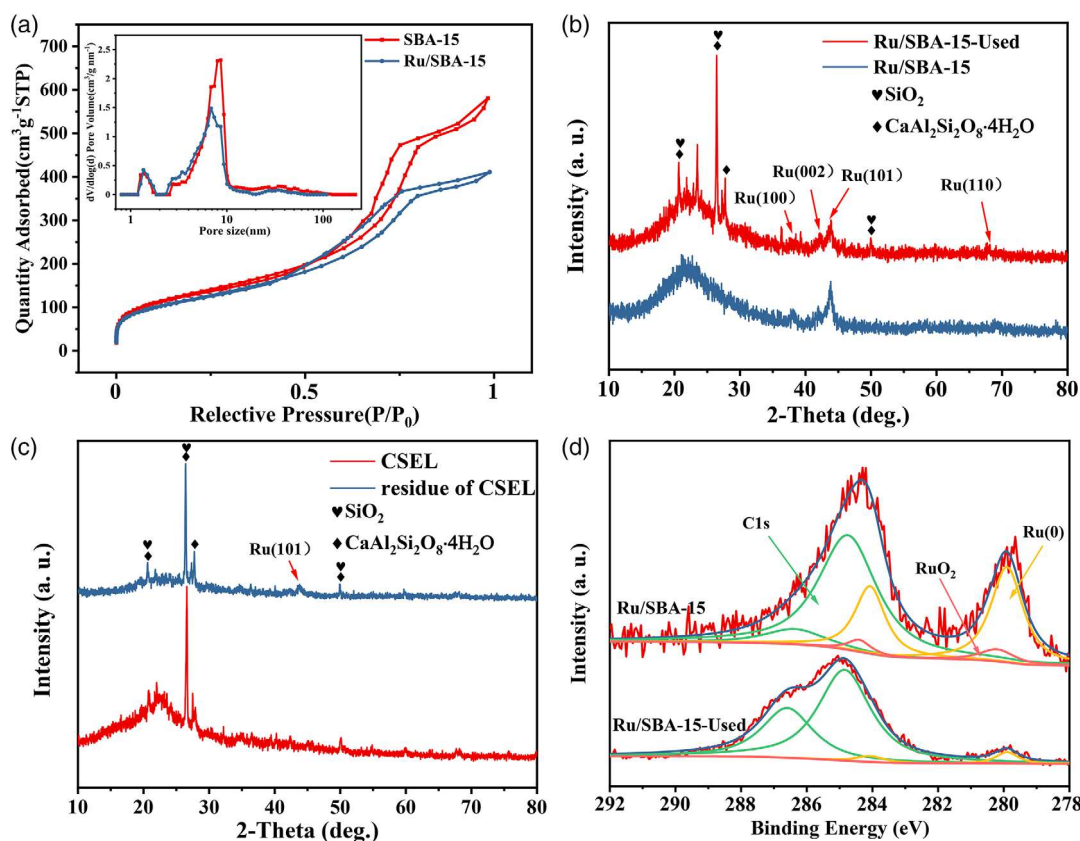 (a)
Quantity Adsorbed(cm³g⁻¹STP)
700
600
500
400
300
200
100
0
0
0.5
1
Relective Pressure(P/P₀)
SBA-15
Ru/SBA-15
dV/dlog(d) Pore Volume(cm³/g nm⁻¹)
2.5
2
1.5
1
0.5
0
1
10
100
Pore size(nm)
(b)
Intensity (a. u.)
Ru/SBA-15-Used
Ru/SBA-15
♥ SiO₂
♦ CaAl₂Si₂O₈·4H₂O
Ru(100)
Ru(002)
Ru(101)
Ru(110)
10
20
30
40
50
60
70
80
2-Theta (deg.)
(c)
Intensity (a. u.)
CSEL
residue of CSEL
♥ SiO₂
♦ CaAl₂Si₂O₈·4H₂O
Ru(101)
10
20
30
40
50
60
70
80
2-Theta (deg.)
(d)
Intensity (a. u.)
C1s
Ru(0)
RuO₂
Ru/SBA-15
Ru/SBA-15-Used
292
290
288
286
284
282
280
278
Binding Energy (eV)